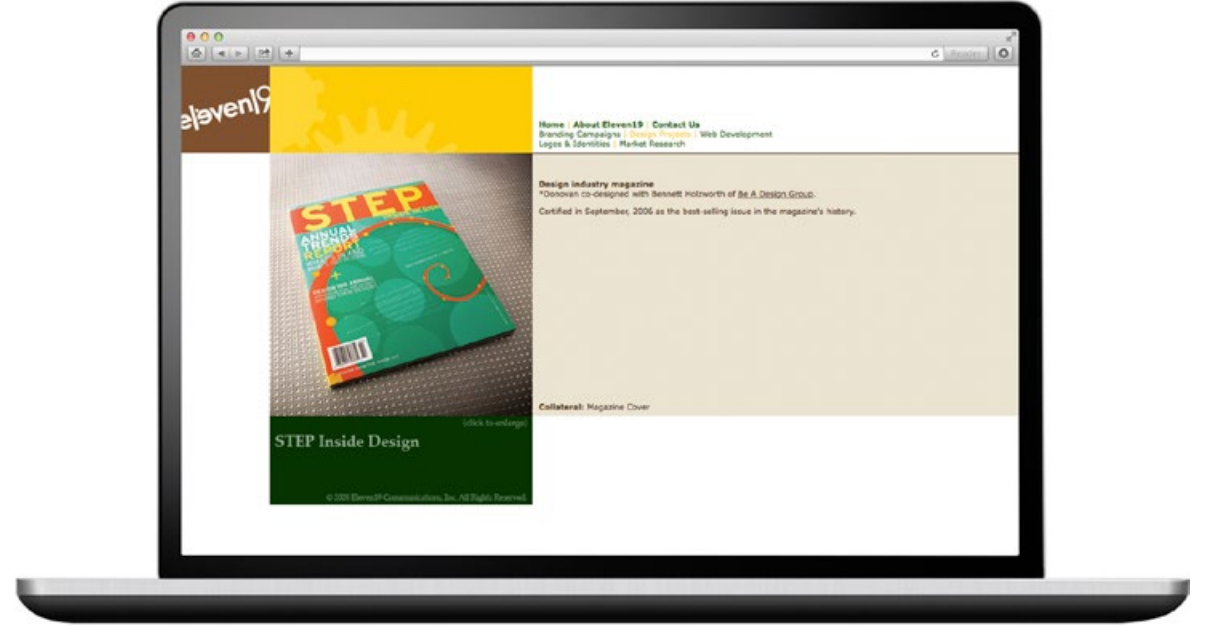 eleven19
Reader
Home | About Eleven19 | Contact Us
Branding Campaigns | Design Projects | Web Development
Logos & Identities | Market Research
STEP
ANNUAL
TRENDS
REPORT
Design industry magazine
*Donovan co-designed with Bennett Holzworth of Be A Design Group.
Certified in September, 2006 as the best-selling issue in the magazine's history.
Collateral: Magazine Cover
(click to enlarge)
STEP Inside Design
© Eleven19 Communications, Inc. All Rights Reserved.